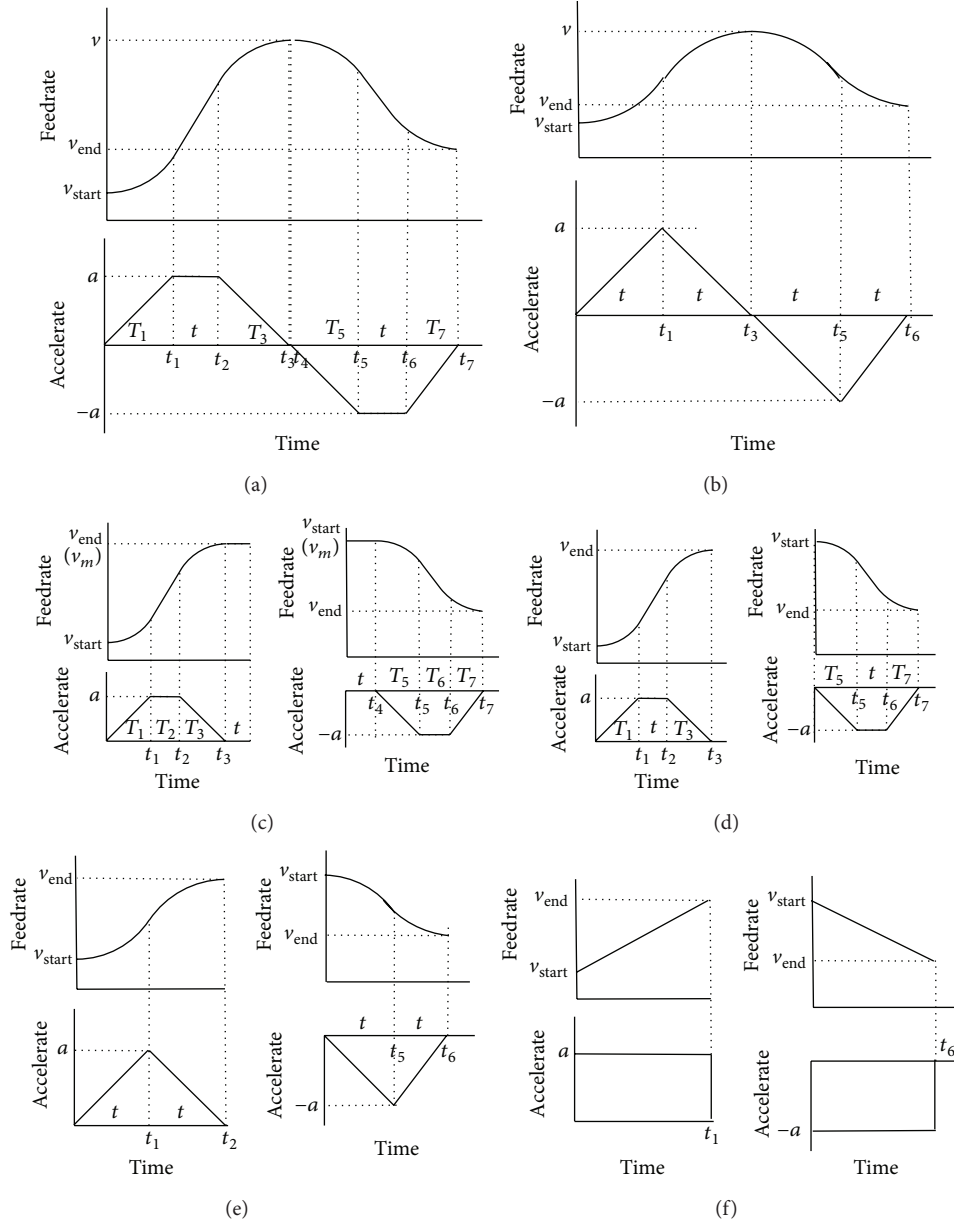 v
Feedrate
v_end
v_start
a
Accelerate
T_1 t T_3 T_5 t T_7
t_1 t_2 t_3 t_4 t_5 t_6 t_7
−a
Time
(a)
v
Feedrate
v_end
v_start
a
Accelerate
t t t t
t_1 t_3 t_5 t_6
−a
Time
(b)
v_end
(v_m)
Feedrate
v_start
a
Accelerate
T_1 T_2 T_3 t
t_1 t_2 t_3
Time
v_start
(v_m)
Feedrate
v_end
t T_5 T_6 T_7
t_4 t_5 t_6 t_7
Accelerate
−a
Time
(c)
v_end
Feedrate
v_start
a
Accelerate
T_1 t T_3
t_1 t_2 t_3
Time
v_start
Feedrate
v_end
T_5 t T_7
t_5 t_6 t_7
Accelerate
−a
Time
(d)
v_end
Feedrate
v_start
a
Accelerate
t t
t_1 t_2
Time
v_start
Feedrate
v_end
t t
t_5 t_6
Accelerate
−a
Time
(e)
v_end
Feedrate
v_start
a
Accelerate
t_1
Time
v_start
Feedrate
v_end
t_6
Accelerate
−a
Time
(f)